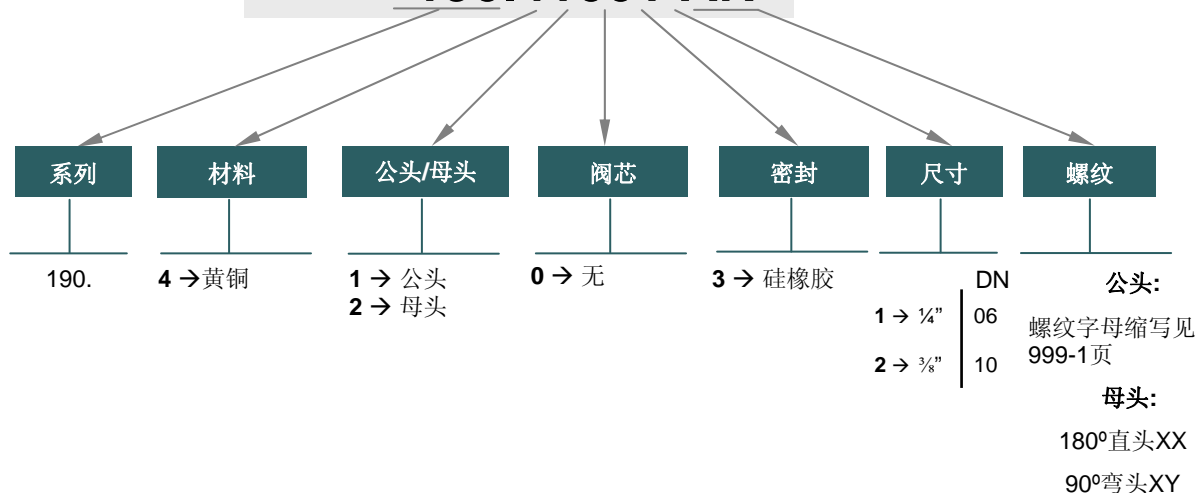 系列
材料
公头/母头
阀芯
密封
尺寸
螺纹
190.
4 →黄铜
1 → 公头
2 → 母头
0 → 无
3 → 硅橡胶
DN
1 → ¼” 06
2 → ⅜” 10
公头:
螺纹字母缩写见
999-1页
母头:
180º直头XX
90º弯头XY